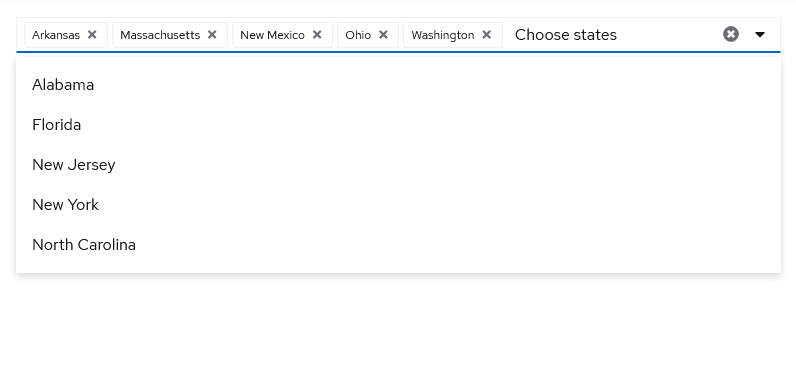 Arkansas Massachusetts New Mexico Ohio Washington Choose states
Alabama
Florida
New Jersey
New York
North Carolina